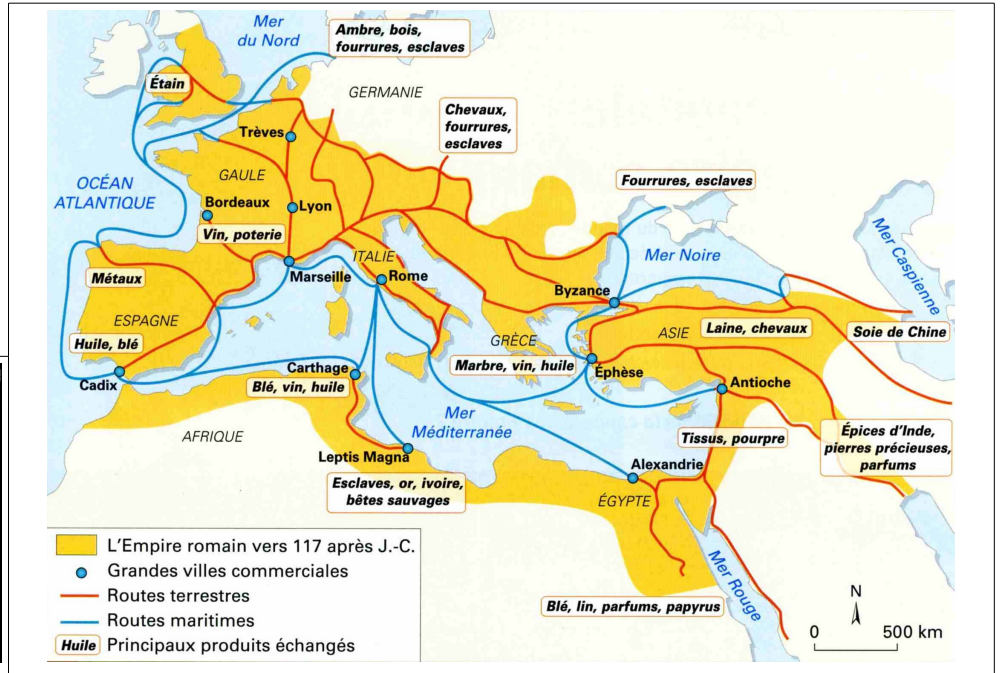 Mer
du Nord
Ambre, bois,
fourrures, esclaves
Étain
GERMANIE
Chevaux,
fourrures,
esclaves
Trèves
GAULE
Fourrures, esclaves
OCÉAN
ATLANTIQUE
Bordeaux
Lyon
Vin, poterie
Mer Caspienne
Mer Noire
ITALIE
Marseille
Rome
Métaux
Byzance
ESPAGNE
Laine, chevaux
Soie de Chine
GRÈCE
ASIE
Huile, blé
Marbre, vin, huile
Éphèse
Carthage
Antioche
Cadix
Blé, vin, huile
Mer
Méditerranée
Épices d'Inde,
pierres précieuses,
parfums
AFRIQUE
Tissus, pourpre
Leptis Magna
Alexandrie
Esclaves, or, ivoire,
bêtes sauvages
ÉGYPTE
Mer Rouge
L'Empire romain vers 117 après J.-C.
Grandes villes commerciales
Routes terrestres
Routes maritimes
Huile Principaux produits échangés
Blé, lin, parfums, papyrus
N
0 500 km